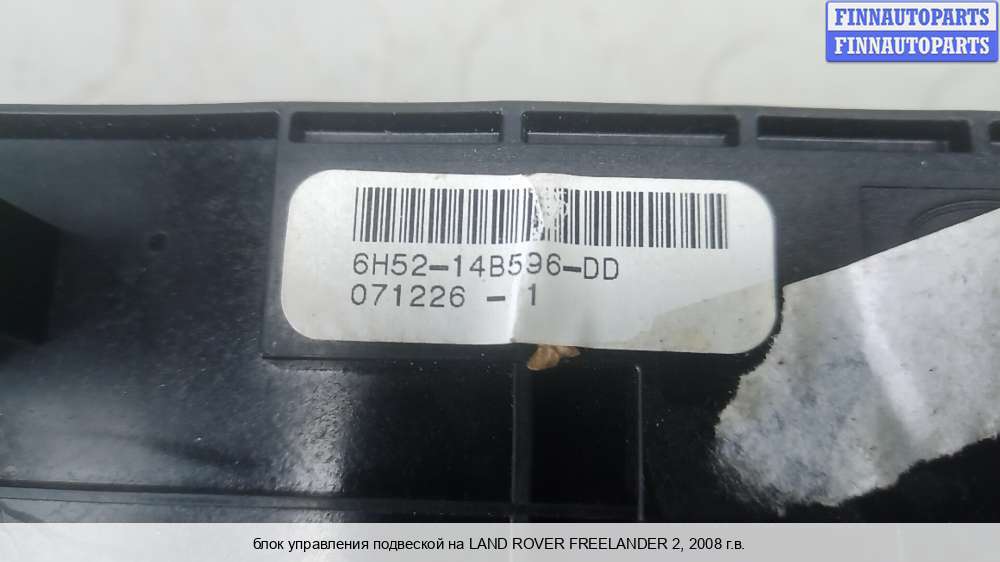 FINNAUTOPARTS
FINNAUTOPARTS
6H52-14B596-DD
071226 - 1
блок управления подвеской на LAND ROVER FREELANDER 2, 2008 г.в.